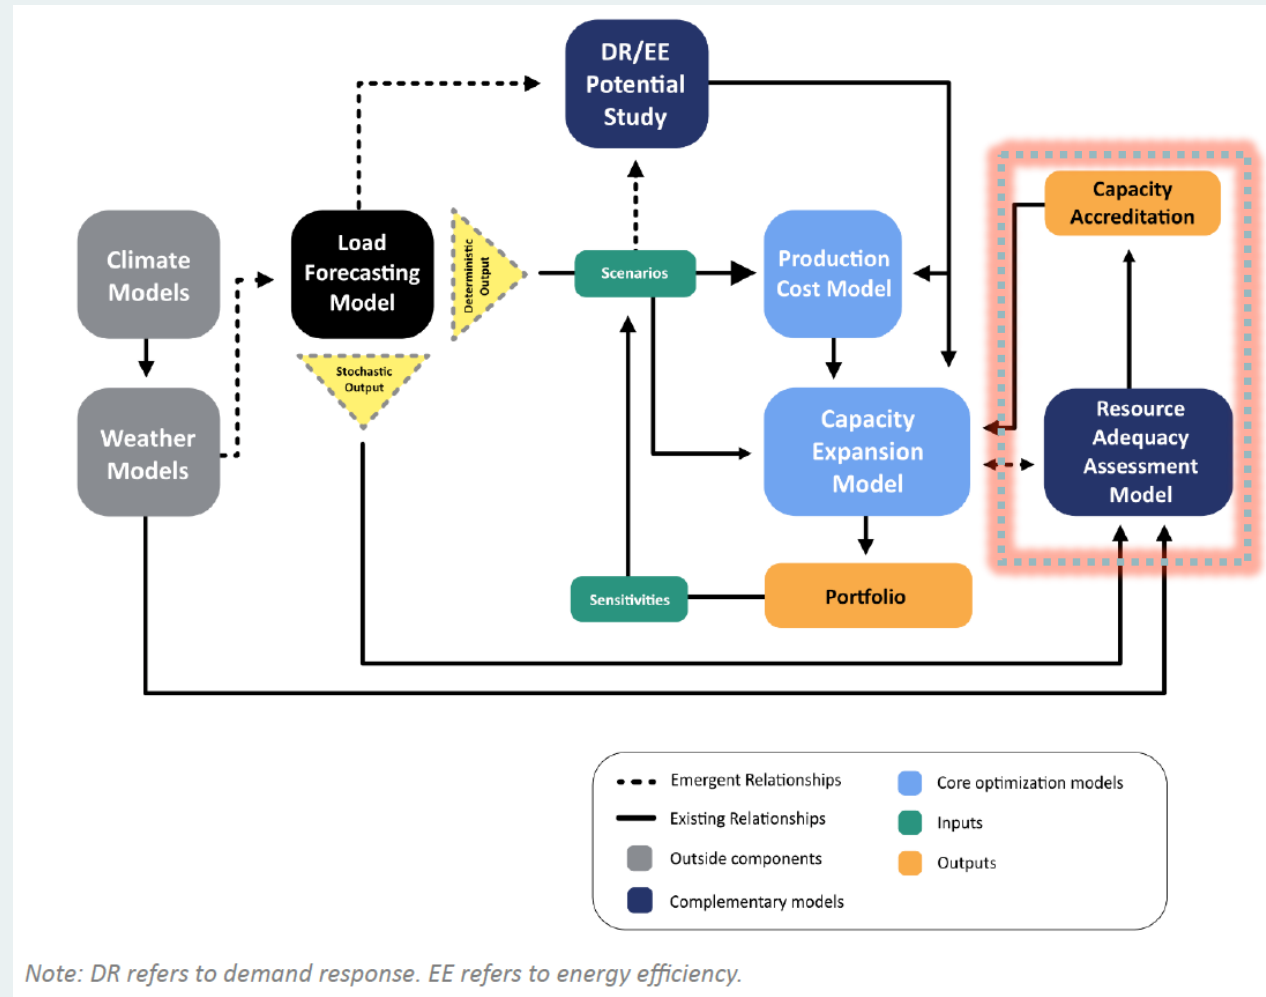 DR/EE
Potential
Study
Capacity
Accreditation
Climate
Models
Load
Forecasting
Model
Deterministic
Output
Scenarios
Production
Cost Model
Stochastic
Output
Weather
Models
Capacity
Expansion
Model
Resource
Adequacy
Assessment
Model
Sensitivities
Portfolio
Emergent Relationships
Existing Relationships
Outside components
Complementary models
Core optimization models
Inputs
Outputs
Note: DR refers to demand response. EE refers to energy efficiency.